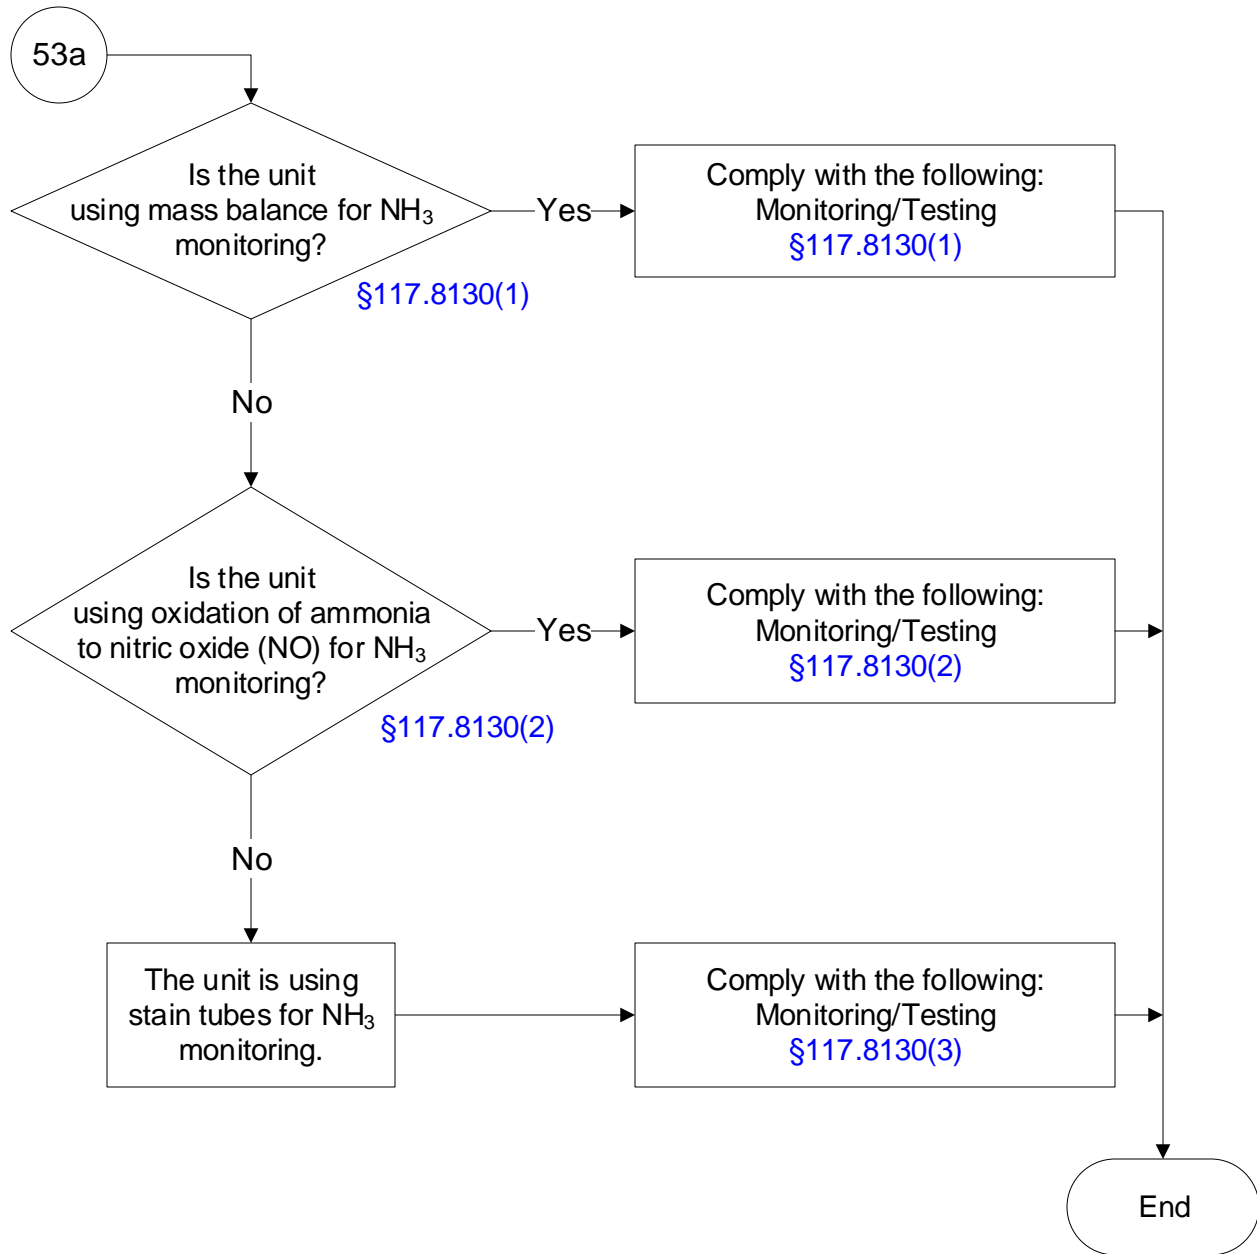 53a
Is the unit
using mass balance for NH₃
monitoring?
§117.8130(1)
Yes
Comply with the following:
Monitoring/Testing
§117.8130(1)
No
Is the unit
using oxidation of ammonia
to nitric oxide (NO) for NH₃
monitoring?
§117.8130(2)
Yes
Comply with the following:
Monitoring/Testing
§117.8130(2)
No
The unit is using
stain tubes for NH₃
monitoring.
Comply with the following:
Monitoring/Testing
§117.8130(3)
End